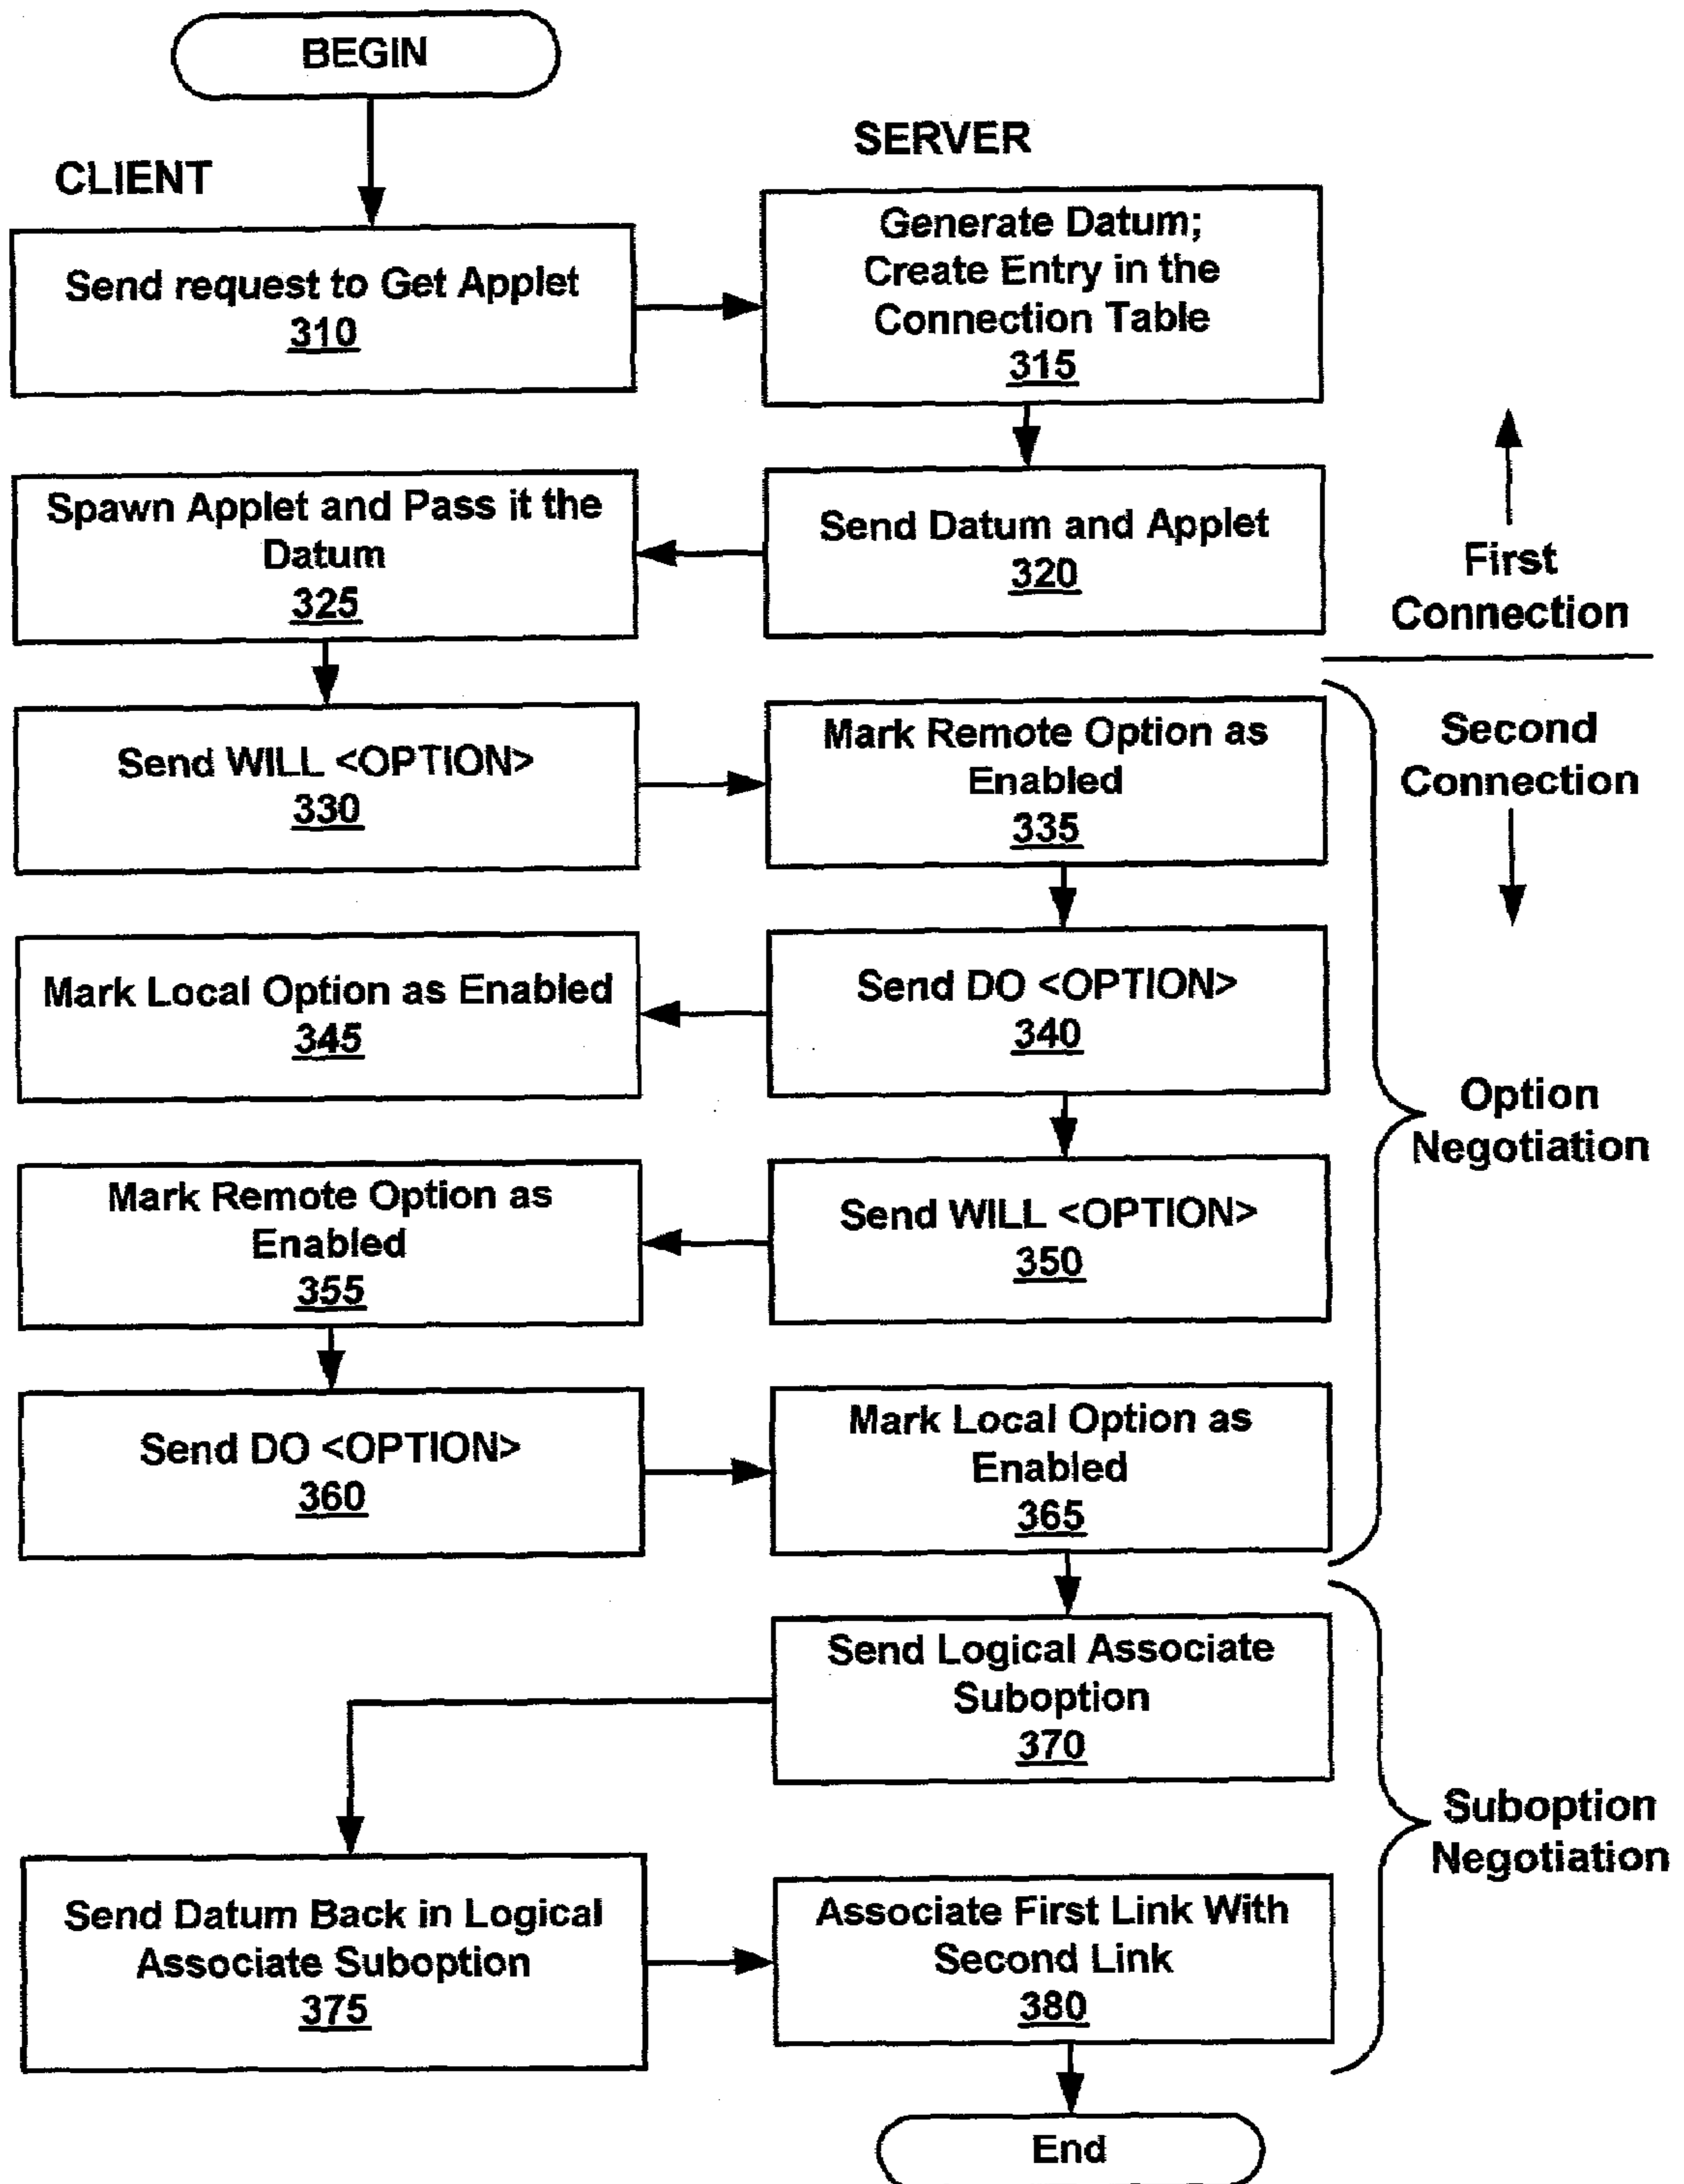 BEGIN
CLIENT
SERVER
Send request to Get Applet
310
Generate Datum;
Create Entry in the
Connection Table
315
Spawn Applet and Pass it the
Datum
325
Send Datum and Applet
320
First
Connection
Send WILL <OPTION>
330
Mark Remote Option as
Enabled
335
Second
Connection
Mark Local Option as Enabled
345
Send DO <OPTION>
340
Option
Negotiation
Mark Remote Option as
Enabled
355
Send WILL <OPTION>
350
Send DO <OPTION>
360
Mark Local Option as
Enabled
365
Send Logical Associate
Suboption
370
Suboption
Negotiation
Send Datum Back in Logical
Associate Suboption
375
Associate First Link With
Second Link
380
End